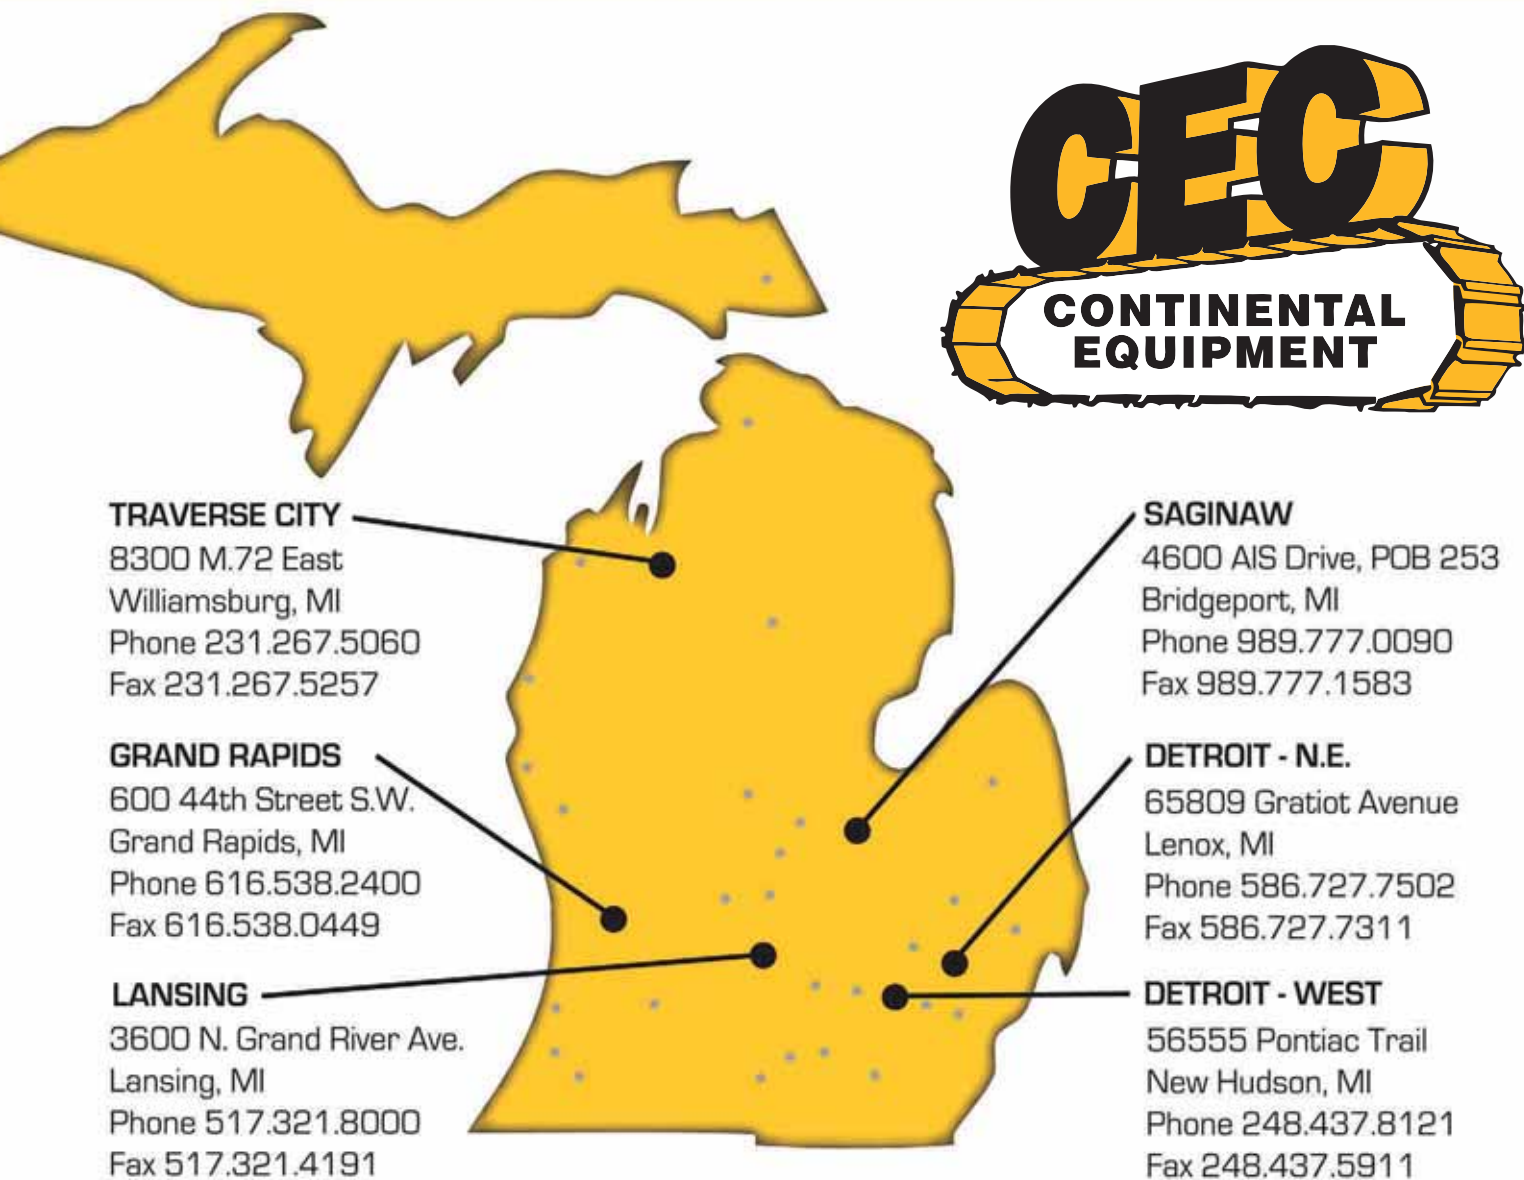 CEC
CONTINENTAL
EQUIPMENT
TRAVERSE CITY
8300 M.72 East
Williamsburg, MI
Phone 231.267.5060
Fax 231.267.5257
GRAND RAPIDS
600 44th Street S.W.
Grand Rapids, MI
Phone 616.538.2400
Fax 616.538.0449
LANSING
3600 N. Grand River Ave.
Lansing, MI
Phone 517.321.8000
Fax 517.321.4191
SAGINAW
4600 AIS Drive, POB 253
Bridgeport, MI
Phone 989.777.0090
Fax 989.777.1583
DETROIT - N.E.
65809 Gratiot Avenue
Lenox, MI
Phone 586.727.7502
Fax 586.727.7311
DETROIT - WEST
56555 Pontiac Trail
New Hudson, MI
Phone 248.437.8121
Fax 248.437.5911